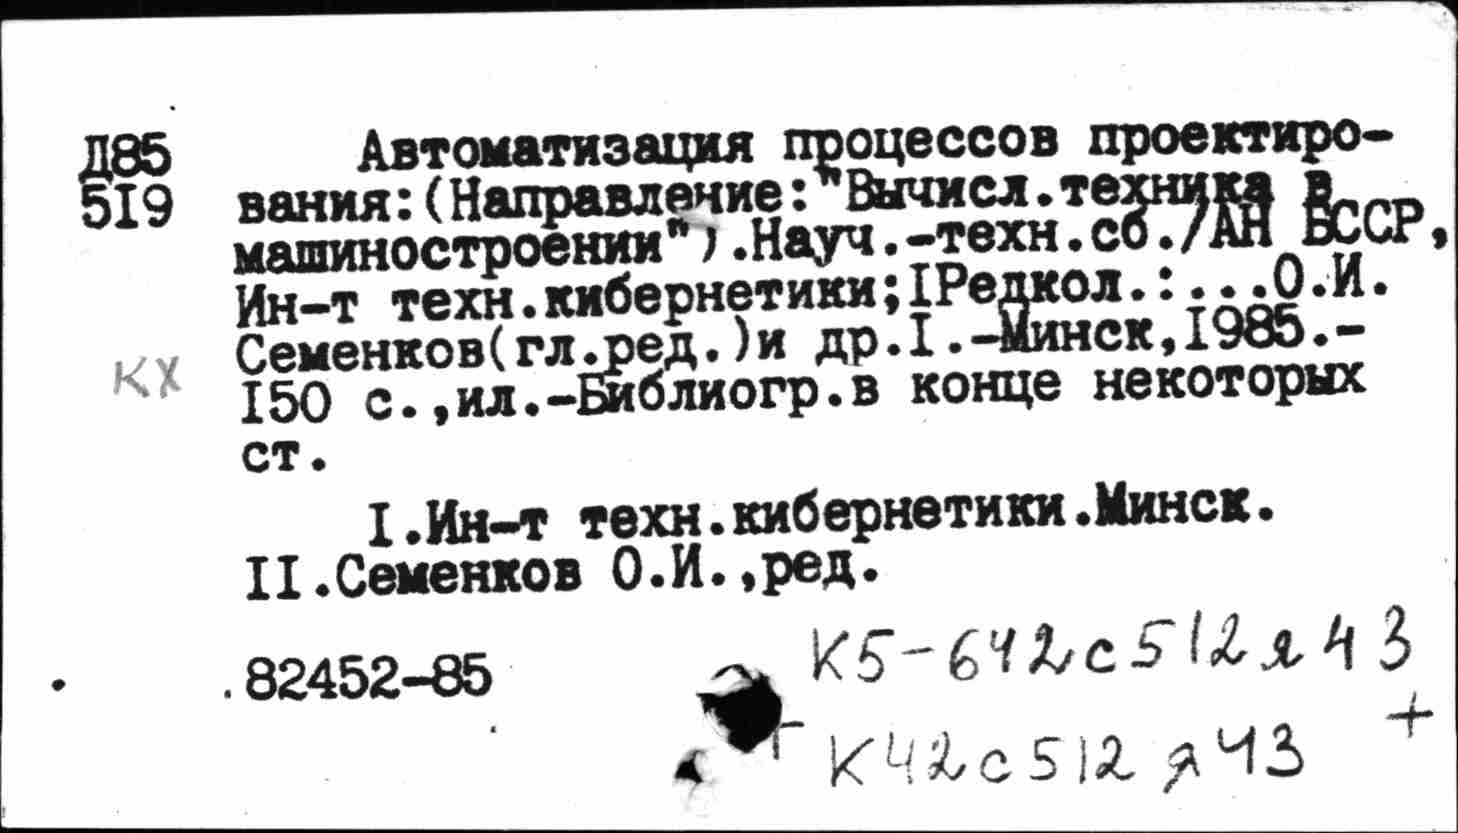 Д85 Автоматизация процессов проектиро-
519 вания:(Направление:"Вычисл.техника в
машиностроении").Науч.-техн.сб./АН БССР,
Ин-т техн.кибернетики;IРедкол.:...О.И.
Семенков(гл.ред.)и др.I.-Минск,1985.-
КХ
150 с.,ил.-Библиогр.в конце некоторых
ст.
I.Ин-т техн.кибернетики.Минск.
II.Семенков О.И.,ред.
82452-85
К5-642с512я43
+
К42с512я43